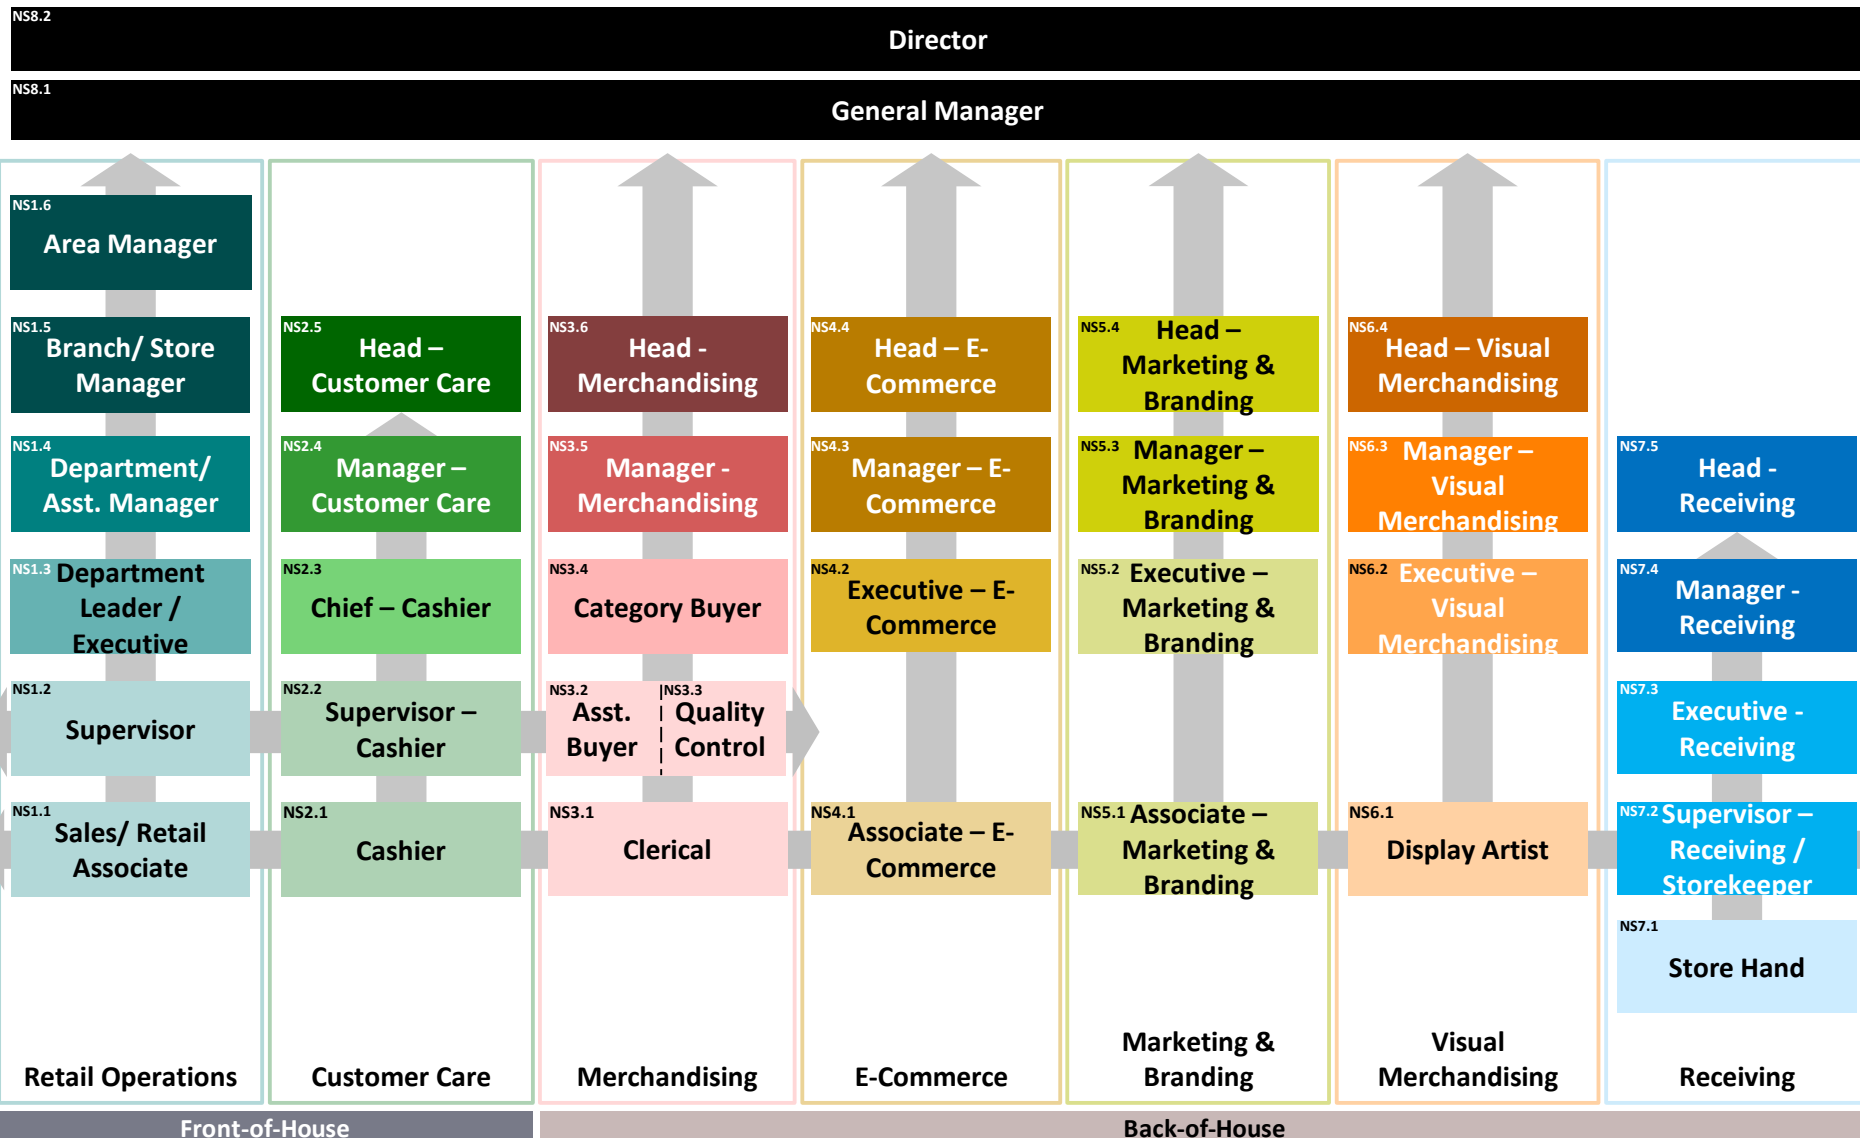 NS8.2
Director
NS8.1
General Manager
NS1.6
Area Manager
NS1.5
Branch/ Store
Manager
NS2.5
Head –
Customer Care
NS3.6
Head -
Merchandising
NS4.4
Head – E-
Commerce
NS5.4
Head –
Marketing &
Branding
NS6.4
Head – Visual
Merchandising
NS1.4
Department/
Asst. Manager
NS2.4
Manager –
Customer Care
NS3.5
Manager -
Merchandising
NS4.3
Manager – E-
Commerce
NS5.3
Manager –
Marketing &
Branding
NS6.3
Manager –
Visual
Merchandising
NS7.5
Head -
Receiving
NS1.3
Department
Leader /
Executive
NS2.3
Chief – Cashier
NS3.4
Category Buyer
NS4.2
Executive – E-
Commerce
NS5.2
Executive –
Marketing &
Branding
NS6.2
Executive –
Visual
Merchandising
NS7.4
Manager -
Receiving
NS1.2
Supervisor
NS2.2
Supervisor –
Cashier
NS3.2
Asst.
Buyer
NS3.3
Quality
Control
NS7.3
Executive -
Receiving
NS1.1
Sales/ Retail
Associate
NS2.1
Cashier
NS3.1
Clerical
NS4.1
Associate – E-
Commerce
NS5.1
Associate –
Marketing &
Branding
NS6.1
Display Artist
NS7.2
Supervisor –
Receiving /
Storekeeper
NS7.1
Store Hand
Retail Operations
Customer Care
Merchandising
E-Commerce
Marketing &
Branding
Visual
Merchandising
Receiving
Front-of-House
Back-of-House